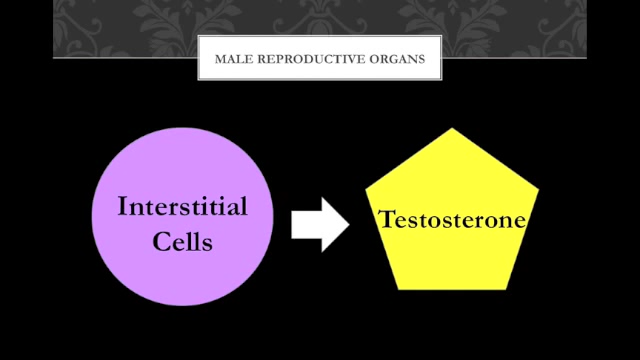 MALE REPRODUCTIVE ORGANS
Interstitial
Cells
Testosterone